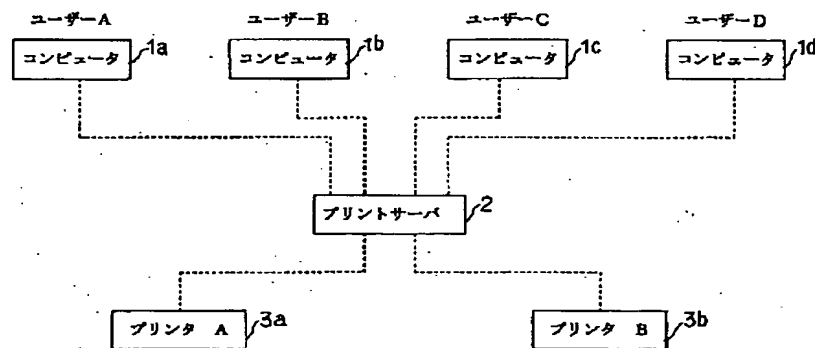 ユーザーA ユーザーB ユーザーC ユーザーD
コンピュータ 1a コンピュータ 1b コンピュータ 1c コンピュータ 1d
プリントサーバ 2
プリンタ A 3a プリンタ B 3b